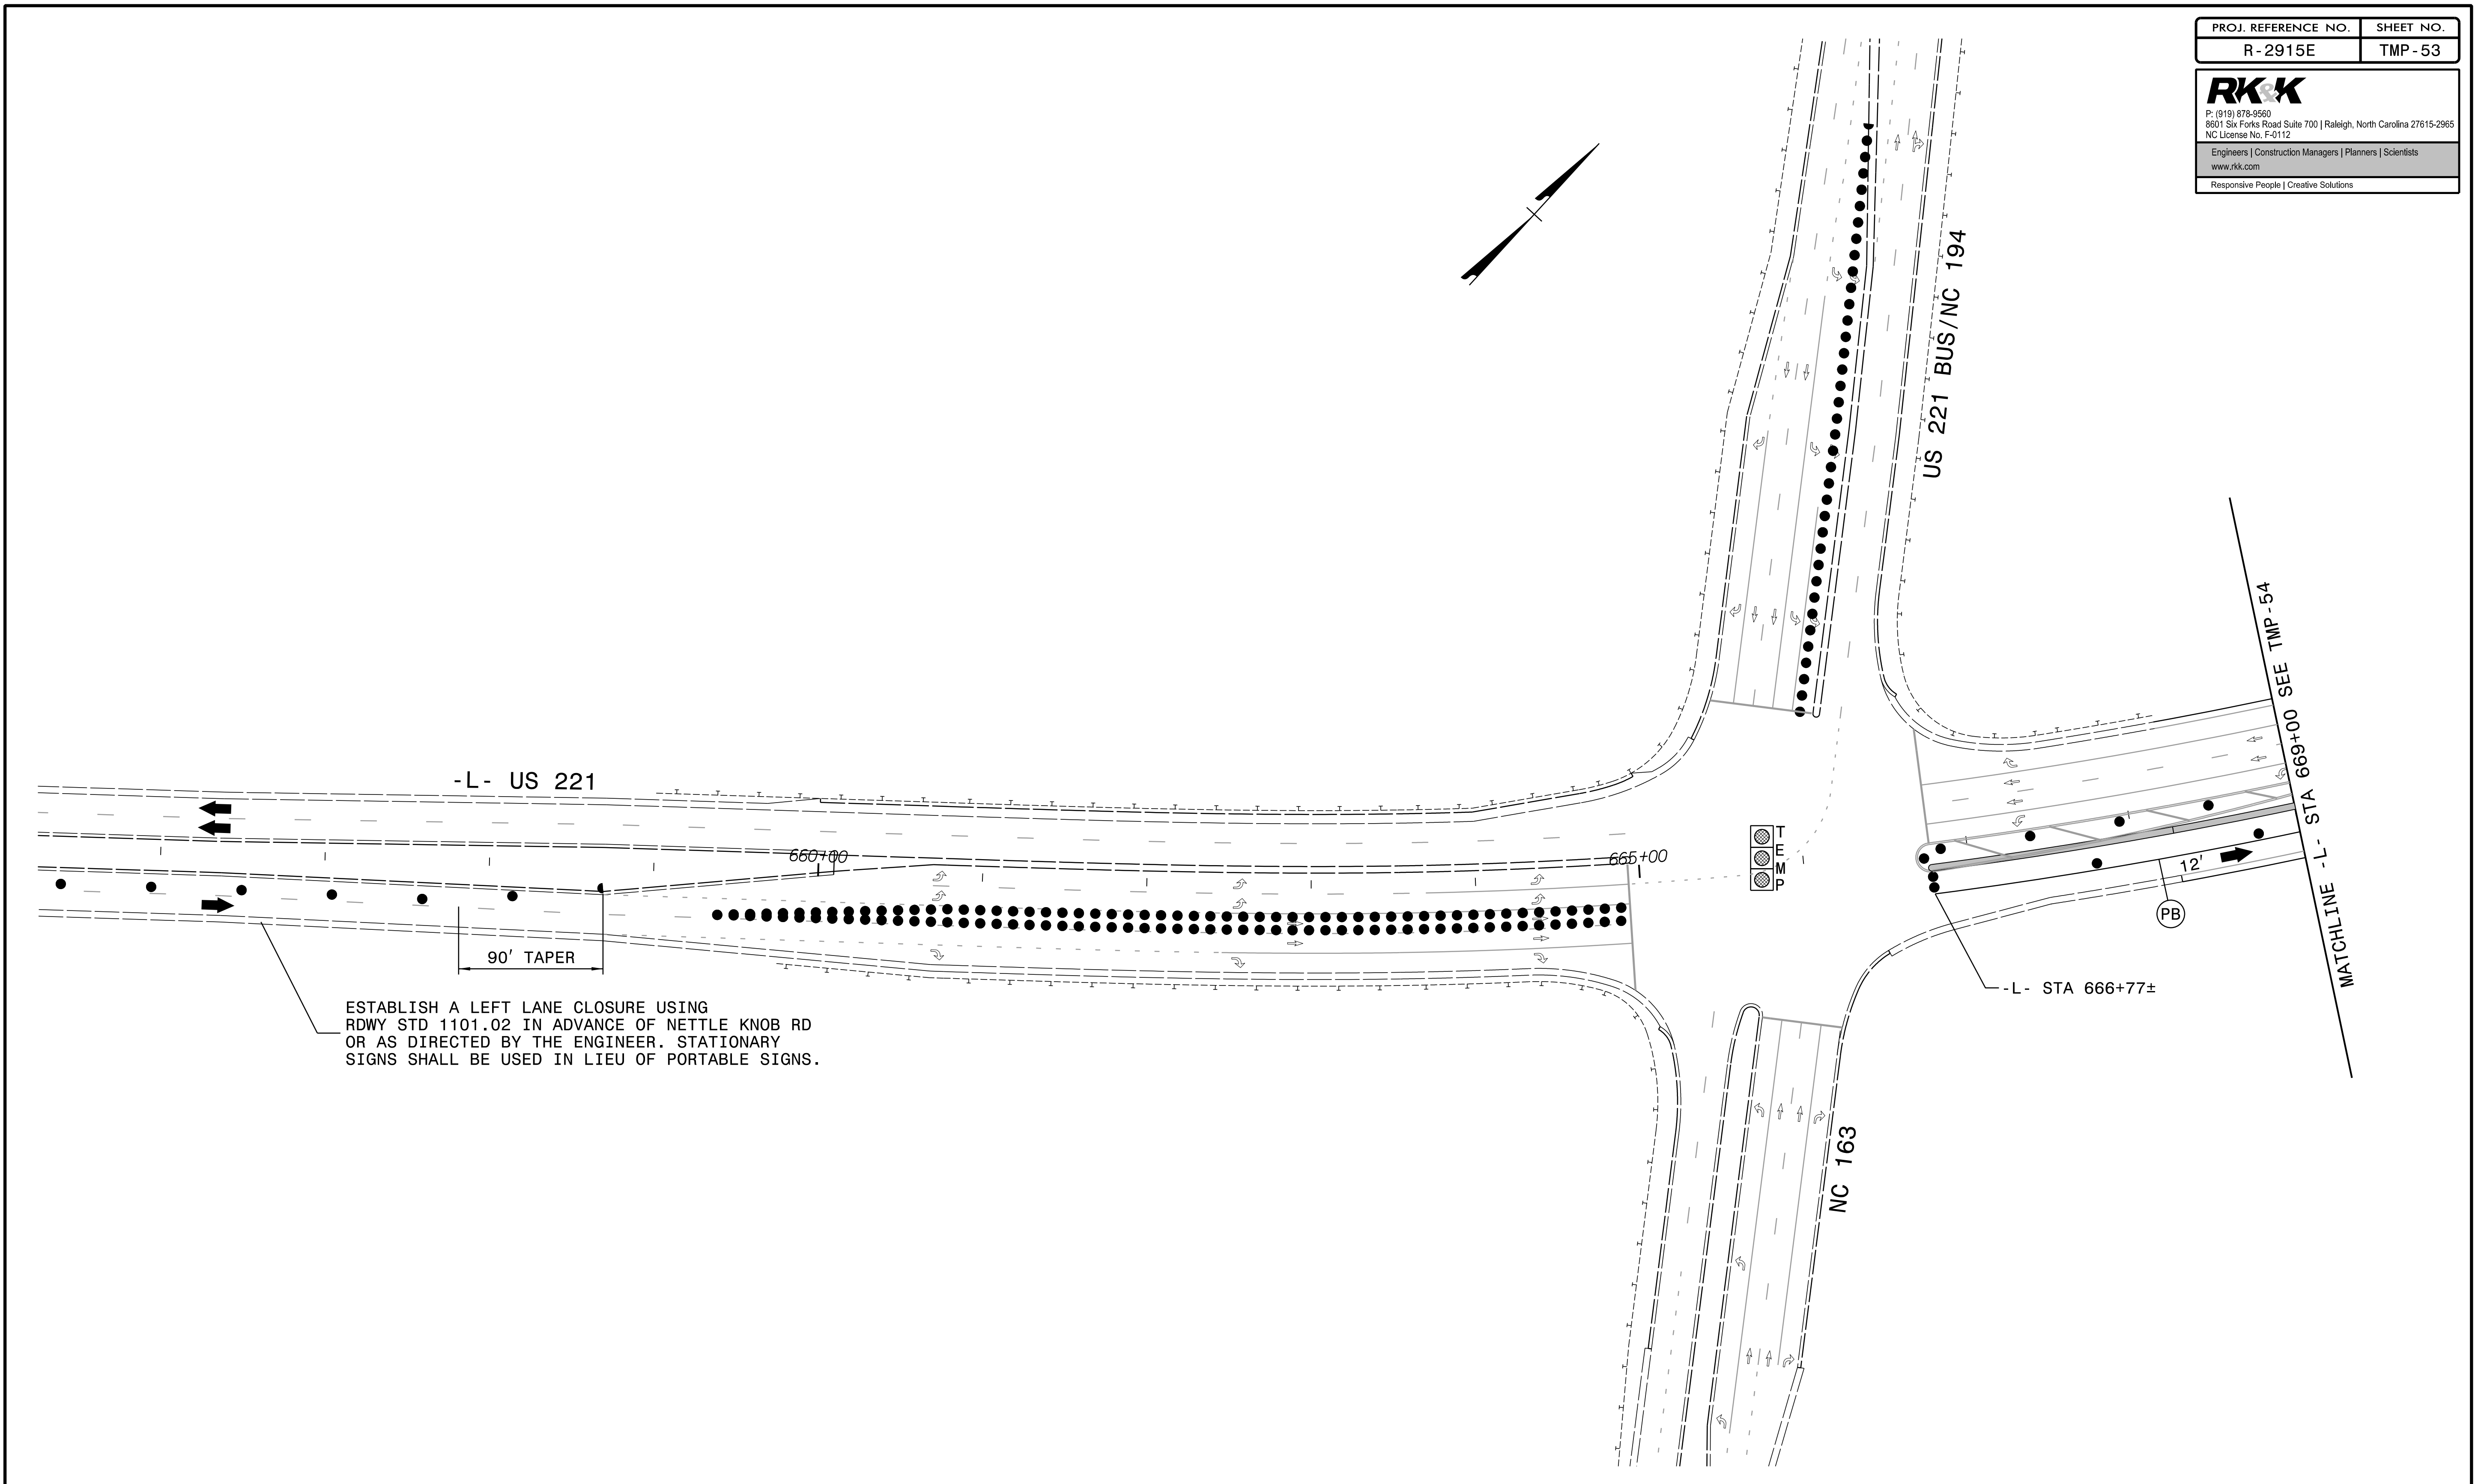 PROJ. REFERENCE NO. SHEET NO.
R-2915E TMP-53
RK&K
P: (919) 878-9560
8601 Six Forks Road Suite 700 | Raleigh, North Carolina 27615-2965
NC License No. F-0112
Engineers | Construction Managers | Planners | Scientists
www.rkk.com
Responsive People | Creative Solutions
US 221 BUS/NC 194
MATCHLINE -L- STA 669+00 SEE TMP-54
-L- US 221
660+00
665+00
TEMP
12'
PB
90' TAPER
-L- STA 666+77±
ESTABLISH A LEFT LANE CLOSURE USING
RDWY STD 1101.02 IN ADVANCE OF NETTLE KNOB RD
OR AS DIRECTED BY THE ENGINEER. STATIONARY
SIGNS SHALL BE USED IN LIEU OF PORTABLE SIGNS.
NC 163